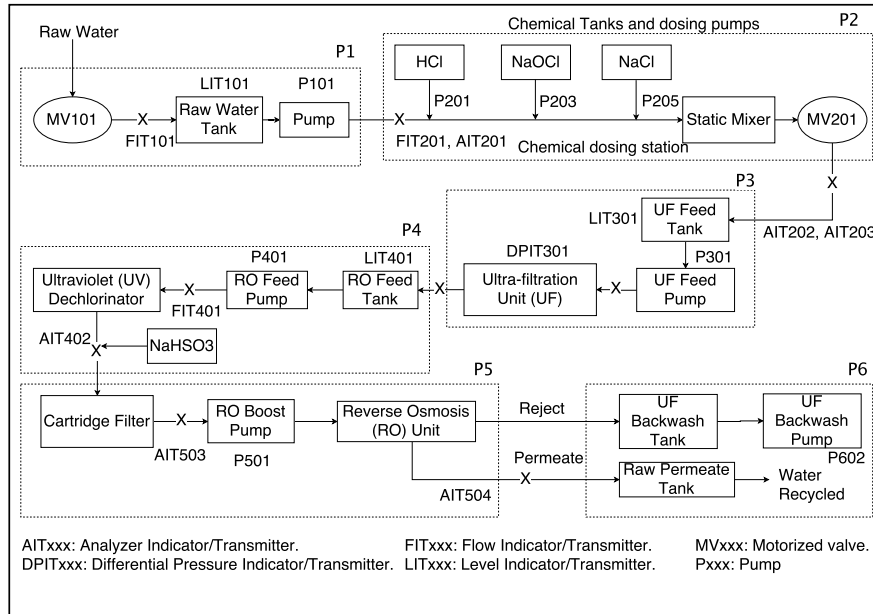 Raw Water
Chemical Tanks and dosing pumps
P2
P1
HCl
NaOCl
NaCl
LIT101
P101
P201
P203
P205
MV101
Raw Water
Tank
Pump
Static Mixer
MV201
FIT101
FIT201, AIT201
Chemical dosing station
P3
LIT301
UF Feed
Tank
AIT202, AIT203
P4
DPIT301
P301
P401
LIT401
Ultraviolet (UV)
Dechlorinator
RO Feed
Pump
RO Feed
Tank
Ultra-filtration
Unit (UF)
UF Feed
Pump
FIT401
AIT402
NaHSO3
P5
P6
Cartridge Filter
RO Boost
Pump
Reverse Osmosis
(RO) Unit
Reject
UF
Backwash
Tank
UF
Backwash
Pump
AIT503
P501
Permeate
P602
AIT504
Raw Permeate
Tank
Water
Recycled
AITxxx: Analyzer Indicator/Transmitter.
FITxxx: Flow Indicator/Transmitter.
MVxxx: Motorized valve.
DPITxxx: Differential Pressure Indicator/Transmitter.
LITxxx: Level Indicator/Transmitter.
Pxxx: Pump